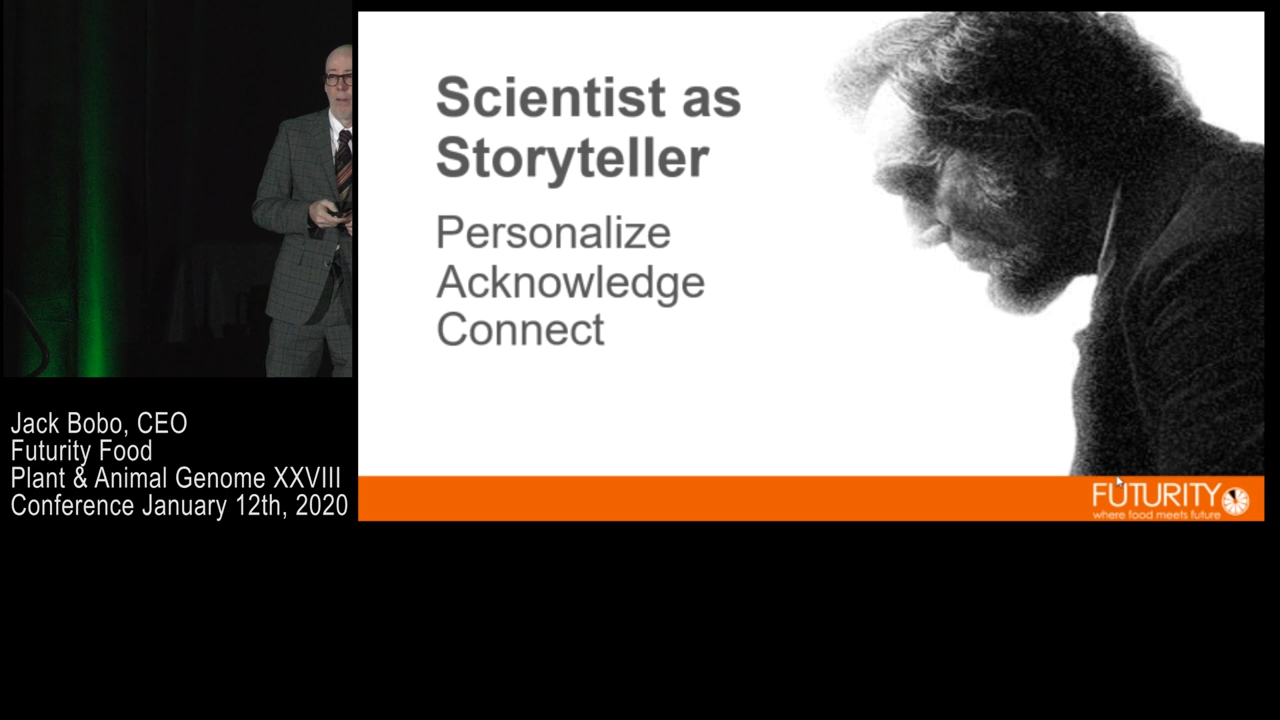 Scientist as
Storyteller
Personalize
Acknowledge
Connect
FUTURITY
where food meets future
Jack Bobo, CEO
Futurity Food
Plant & Animal Genome XXVIII
Conference January 12th, 2020